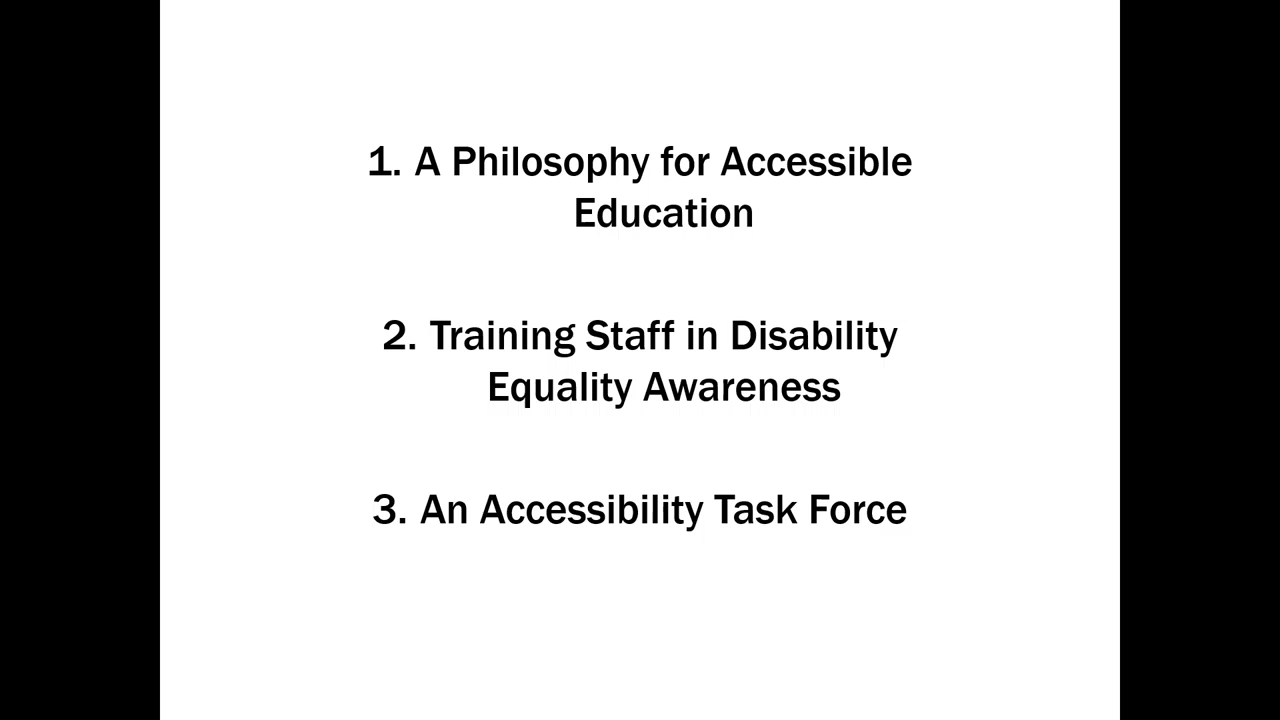 1. A Philosophy for Accessible
Education
2. Training Staff in Disability
Equality Awareness
3. An Accessibility Task Force